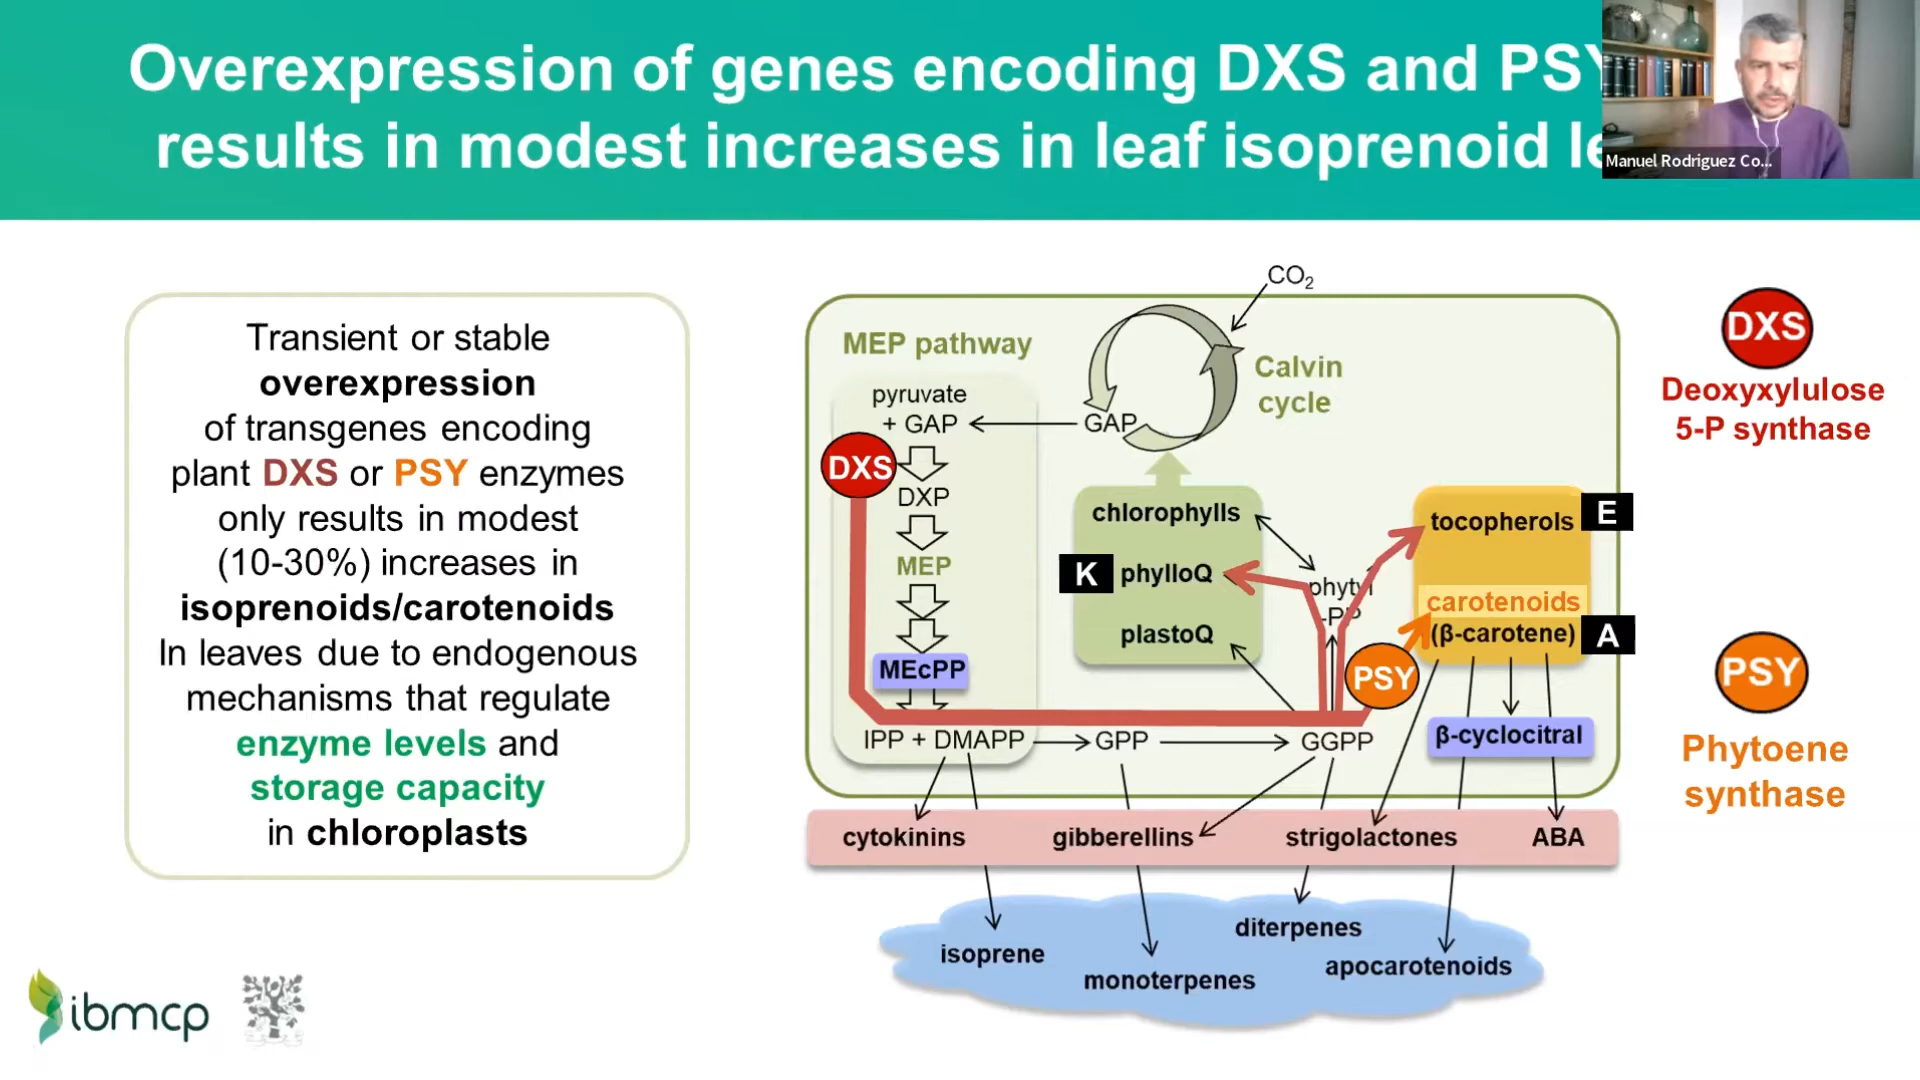 Overexpression of genes encoding DXS and PSY
results in modest increases in leaf isoprenoid le
Manuel Rodriguez Co...
Transient or stable
overexpression
of transgenes encoding
plant DXS or PSY enzymes
only results in modest
(10-30%) increases in
isoprenoids/carotenoids
In leaves due to endogenous
mechanisms that regulate
enzyme levels and
storage capacity
in chloroplasts
CO2
MEP pathway
Calvin
cycle
pyruvate
+ GAP
GAP
DXS
DXP
MEP
MEcPP
IPP + DMAPP
GPP
GGPP
chlorophylls
K
phylloQ
plastoQ
phytyl
-PP
PSY
tocopherols
E
carotenoids
(β-carotene)
A
β-cyclocitral
cytokinins
gibberellins
strigolactones
ABA
isoprene
monoterpenes
diterpenes
apocarotenoids
DXS
Deoxyxylulose
5-P synthase
PSY
Phytoene
synthase
ibmcp